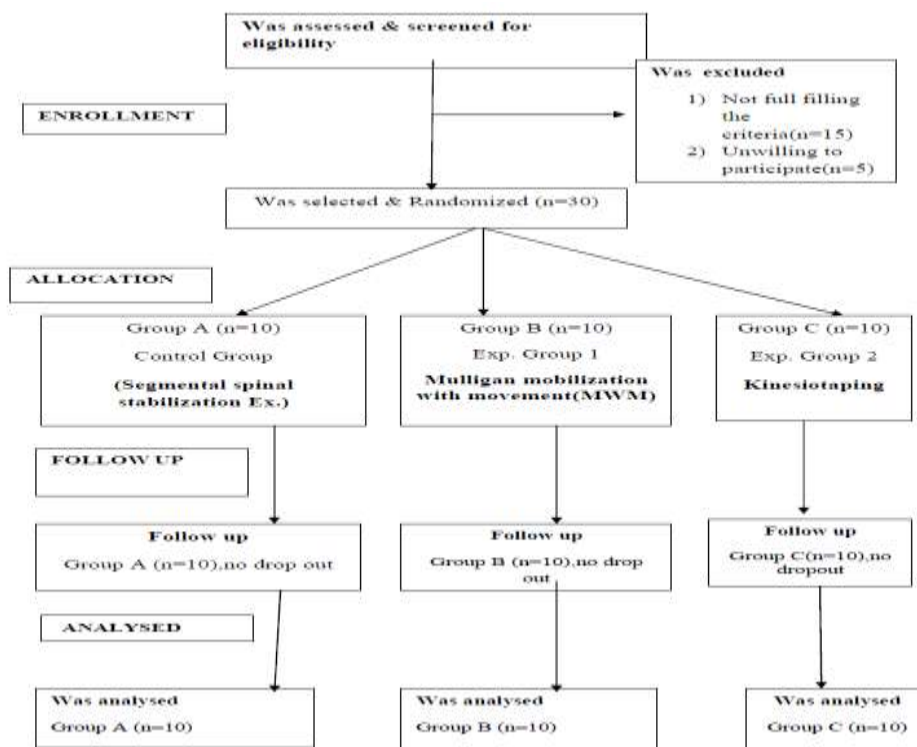 Was assessed & screened for
eligibility
Was excluded
1) Not full filling
the
criteria(n=15)
2) Unwilling to
participate(n=5)
ENROLLMENT
Was selected & Randomized (n=30)
ALLOCATION
Group A (n=10)
Control Group
(Segmental spinal
stabilization Ex.)
Group B (n=10)
Exp. Group 1
Mulligan mobilization
with movement(MWM)
Group C (n=10)
Exp. Group 2
Kinesiotaping
FOLLOW UP
Follow up
Group A (n=10),no drop out
Follow up
Group B (n=10),no drop
out
Follow up
Group C(n=10),no
dropout
ANALYSED
Was analysed
Group A (n=10)
Was analysed
Group B (n=10)
Was analysed
Group C (n=10)